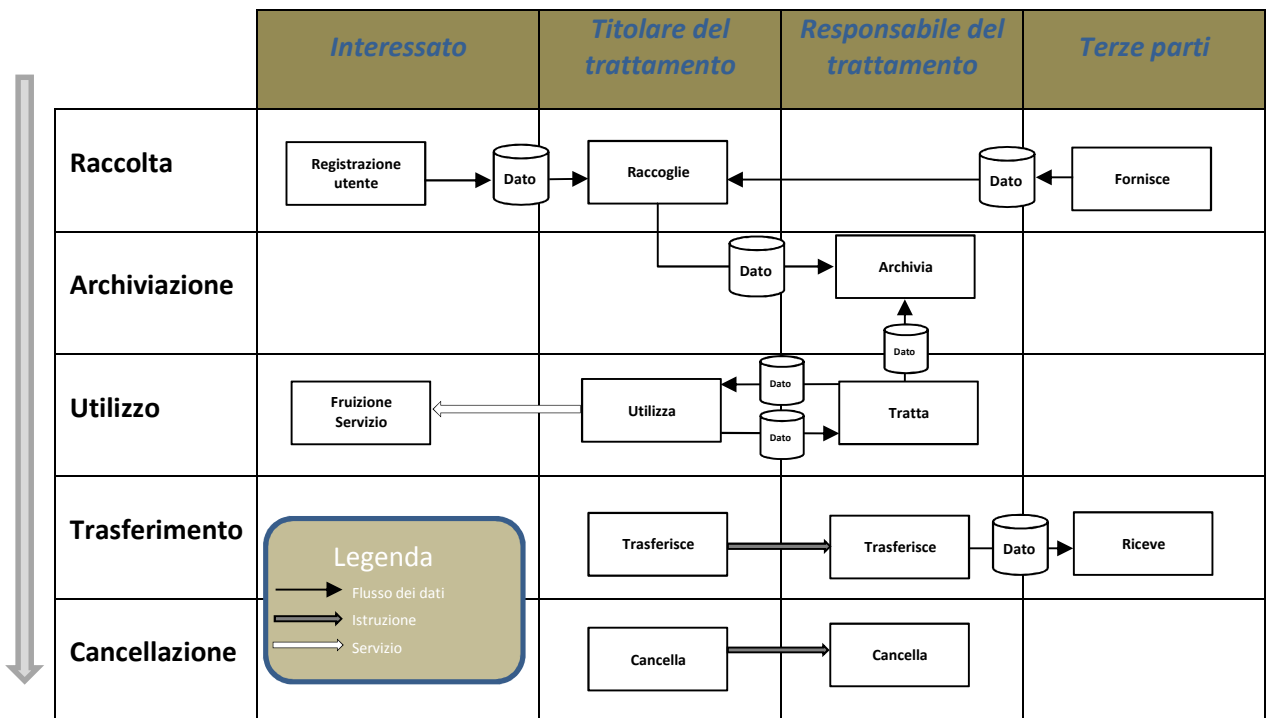 Interessato
Titolare del
trattamento
Responsabile del
trattamento
Terze parti
Raccolta
Registrazione
utente
Dato
Raccoglie
Dato
Fornisce
Archiviazione
Dato
Archivia
Dato
Utilizzo
Fruizione
Servizio
Utilizza
Dato
Dato
Tratta
Trasferimento
Trasferisce
Trasferisce
Dato
Riceve
Legenda
Flusso dei dati
Istruzione
Servizio
Cancellazione
Cancella
Cancella